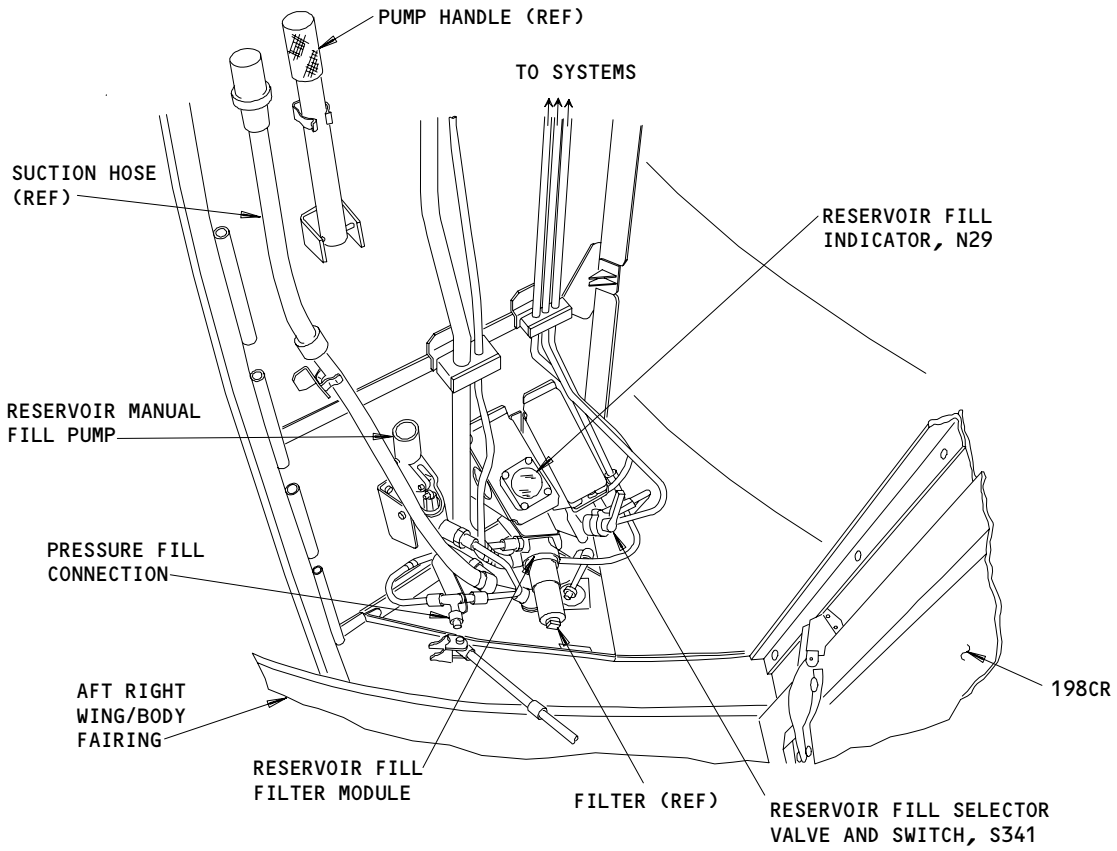 PUMP HANDLE (REF)
TO SYSTEMS
SUCTION HOSE
(REF)
RESERVOIR FILL
INDICATOR, N29
RESERVOIR MANUAL
FILL PUMP
PRESSURE FILL
CONNECTION
198CR
AFT RIGHT
WING/BODY
FAIRING
RESERVOIR FILL
FILTER MODULE
FILTER (REF)
RESERVOIR FILL SELECTOR
VALVE AND SWITCH, S341